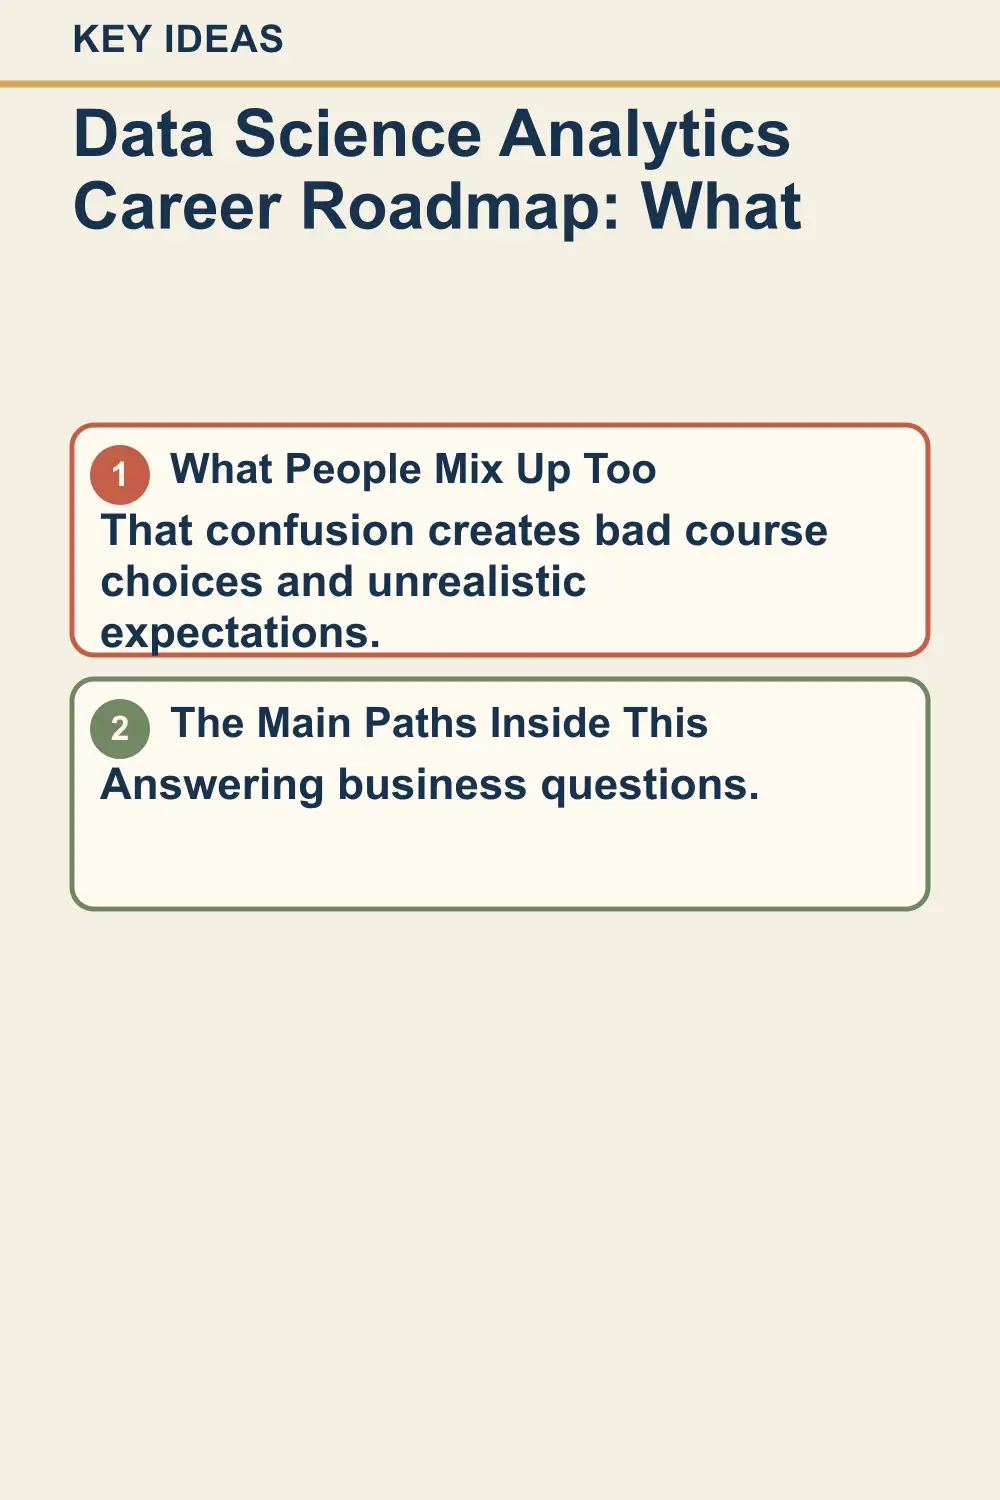 KEY IDEAS
Data Science Analytics
Career Roadmap: What
1 What People Mix Up Too
That confusion creates bad course
choices and unrealistic
expectations.
2 The Main Paths Inside This
Answering business questions.